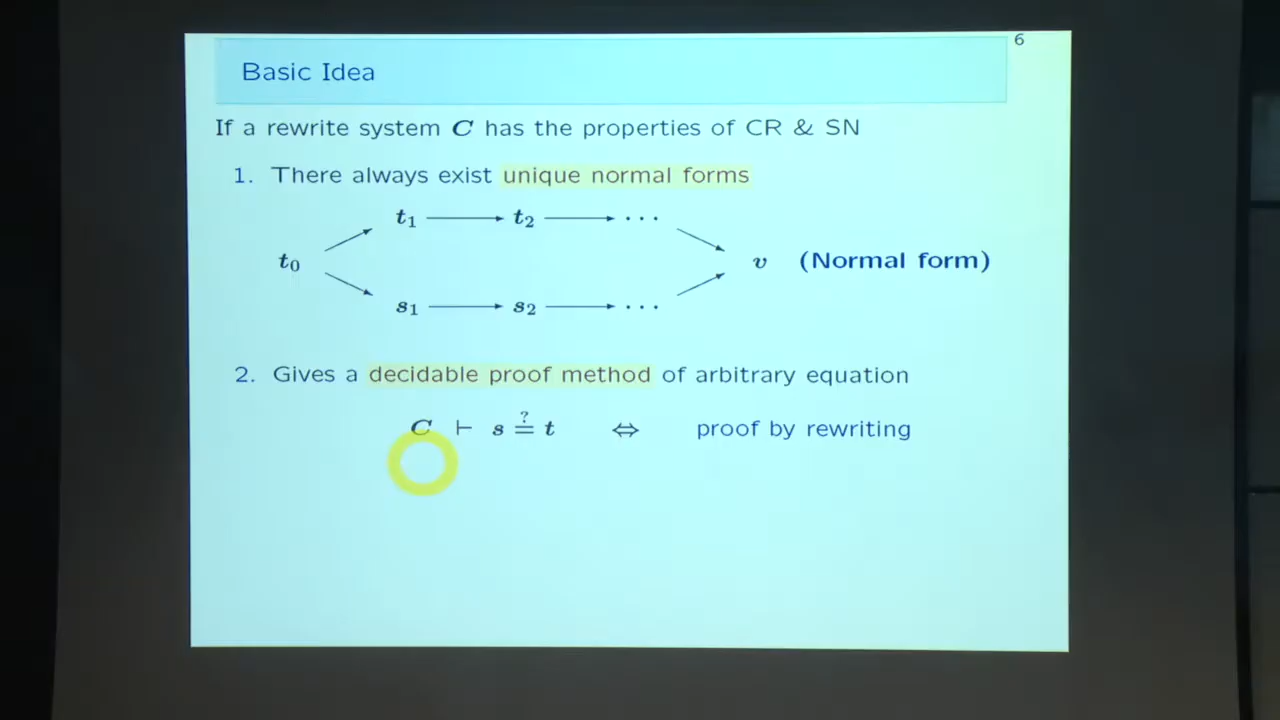 6
Basic Idea
If a rewrite system C has the properties of CR & SN
1. There always exist unique normal forms
t₁ → t₂ → ···
t₀ v (Normal form)
s₁ → s₂ → ···
2. Gives a decidable proof method of arbitrary equation
C ⊢ s ≟ t ⇔ proof by rewriting